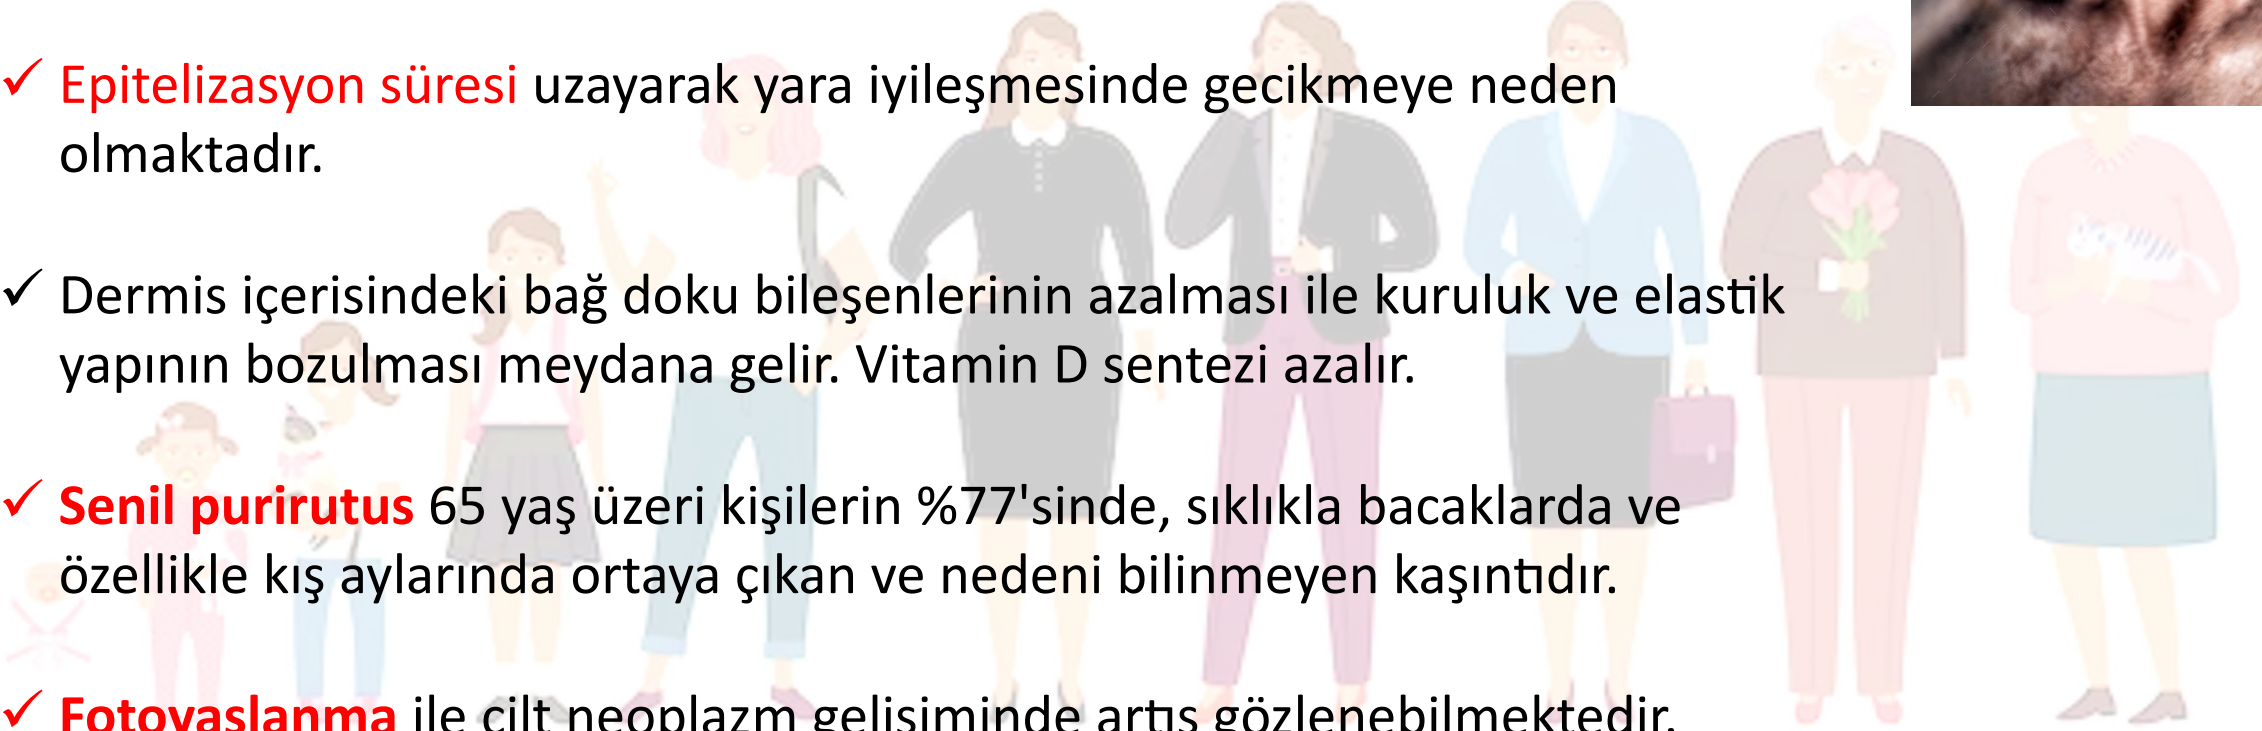 ✓ Epitelizasyon süresi uzayarak yara iyileşmesinde gecikmeye neden
olmaktadır.
✓ Dermis içerisindeki bağ doku bileşenlerinin azalması ile kuruluk ve elastik
yapının bozulması meydana gelir. Vitamin D sentezi azalır.
✓ Senil purirutus 65 yaş üzeri kişilerin %77'sinde, sıklıkla bacaklarda ve
özellikle kış aylarında ortaya çıkan ve nedeni bilinmeyen kaşıntıdır.
✓ Fotoyaşlanma ile cilt neoplazm gelişiminde artış gözlenebilmektedir.